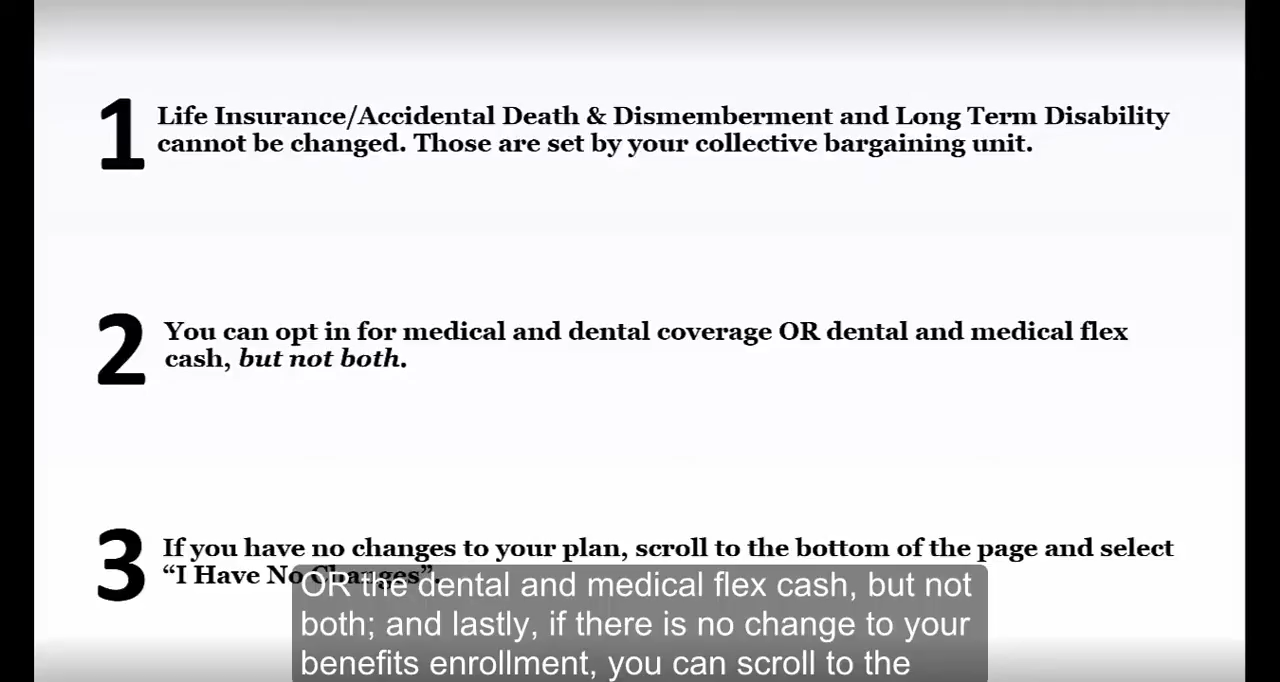 1 Life Insurance/Accidental Death & Dismemberment and Long Term Disability
cannot be changed. Those are set by your collective bargaining unit.
2 You can opt in for medical and dental coverage OR dental and medical flex
cash, but not both.
3 If you have no changes to your plan, scroll to the bottom of the page and select
“I Have No Changes”.
OR the dental and medical flex cash, but not
both; and lastly, if there is no change to your
benefits enrollment, you can scroll to the